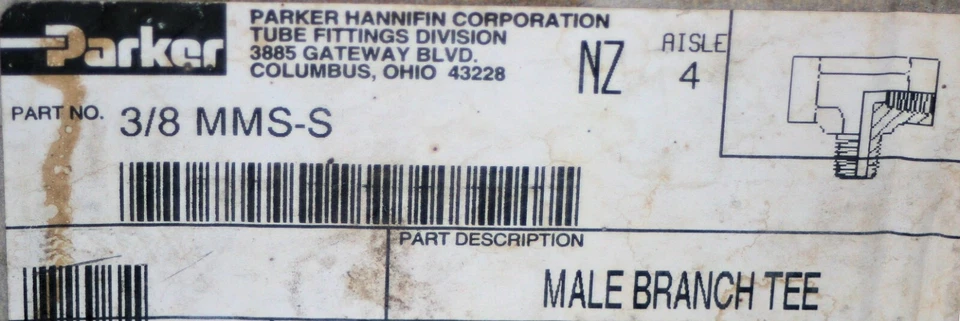 Parker
PARKER HANNIFIN CORPORATION
TUBE FITTINGS DIVISION
3885 GATEWAY BLVD.
COLUMBUS, OHIO 43228
NZ
AISLE
4
PART NO. 3/8 MMS-S
PART DESCRIPTION
MALE BRANCH TEE